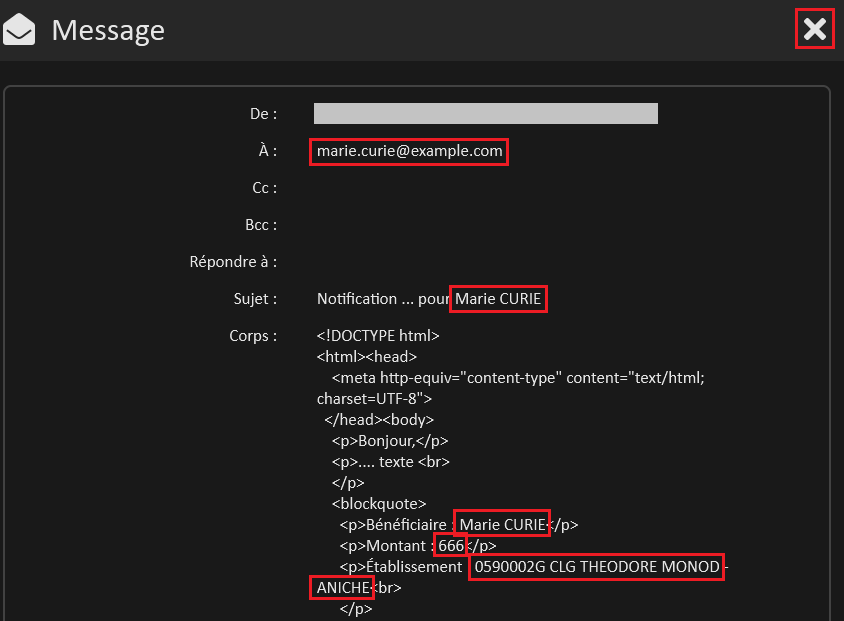 Message
De :
À : marie.curie@example.com
Cc :
Bcc :
Répondre à :
Sujet : Notification ... pour Marie CURIE
Corps : <!DOCTYPE html>
<html><head>
<meta http-equiv="content-type" content="text/html;
charset=UTF-8">
</head><body>
<p>Bonjour,</p>
<p>.... texte <br>
</p>
<blockquote>
<p>Bénéficiaire : Marie CURIE</p>
<p>Montant : 666</p>
<p>Établissement 0590002G CLG THEODORE MONOD -
ANICHE<br>
</p>